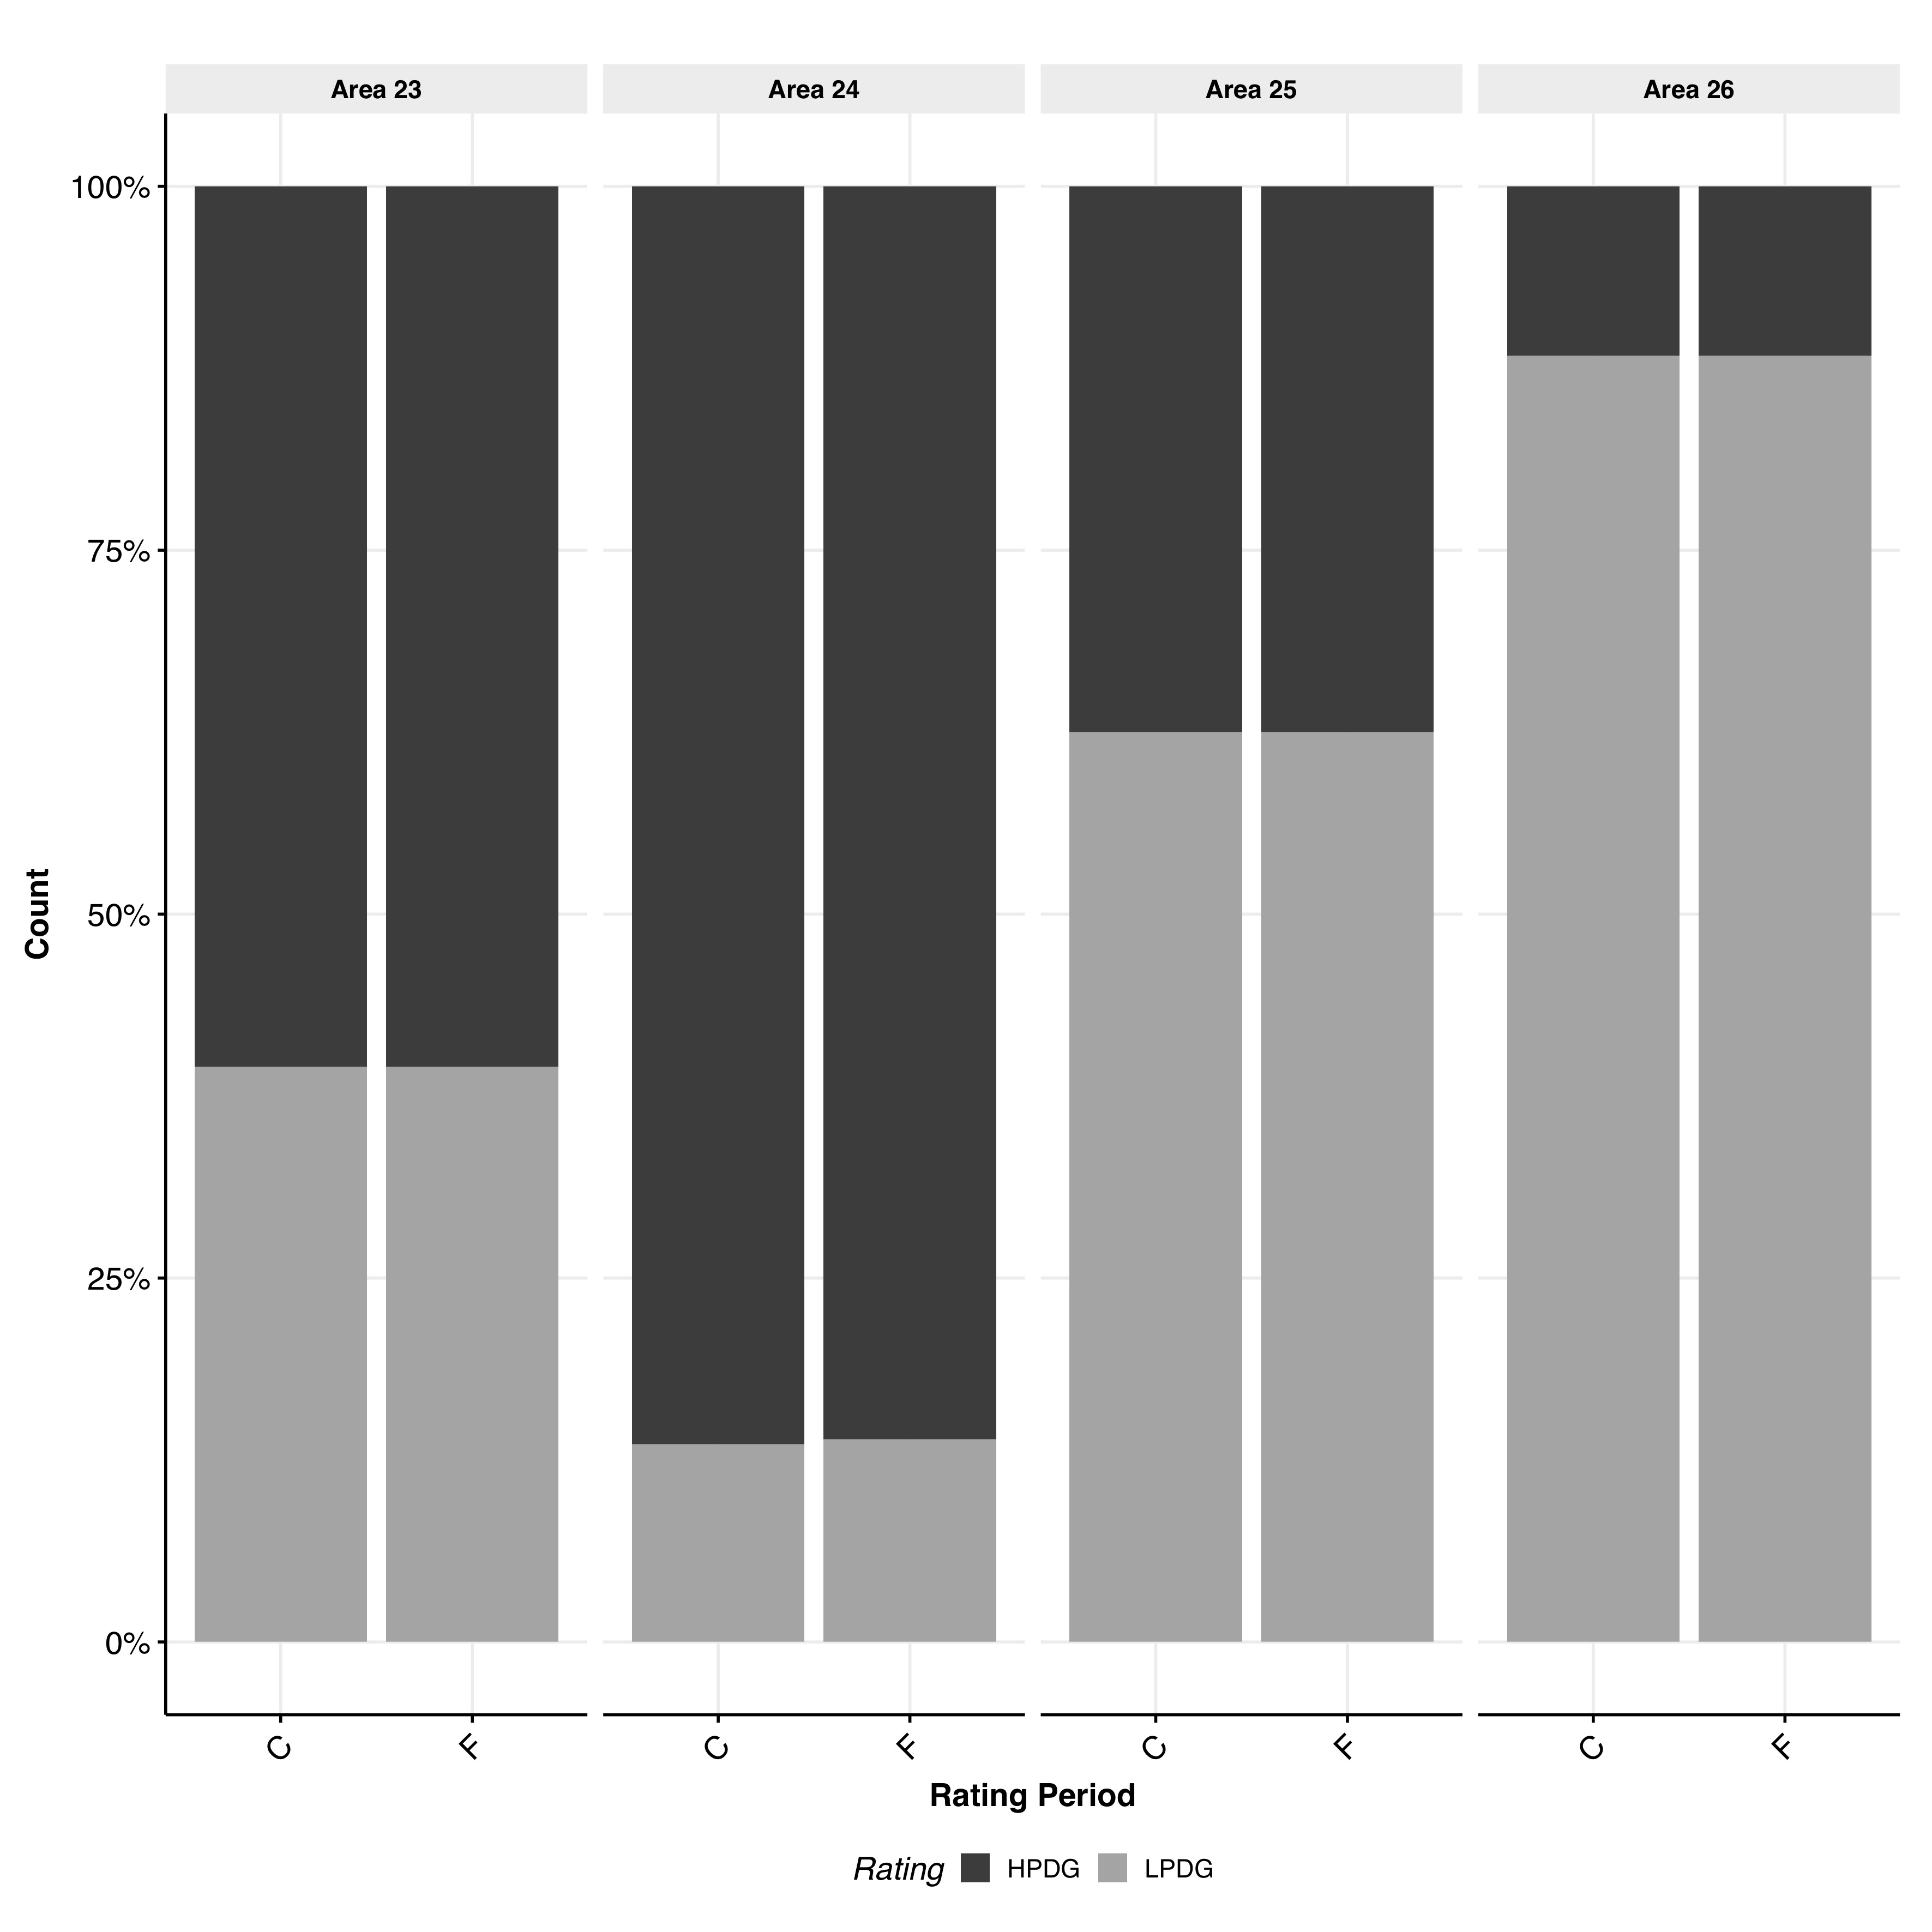 Area 23 Area 24 Area 25 Area 26
100%
75%
50%
25%
0%
Count
C F C F C F C F
Rating Period
Rating HPDG LPDG